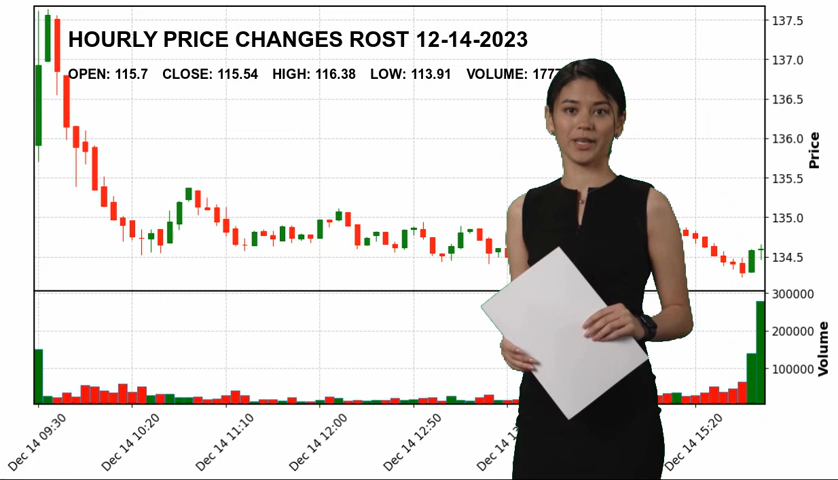 HOURLY PRICE CHANGES ROST 12-14-2023
OPEN: 115.7 CLOSE: 115.54 HIGH: 116.38 LOW: 113.91 VOLUME: 1777
137.5
137.0
136.5
136.0
135.5
135.0
134.5
Price
300000
200000
100000
Volume
Dec 14 09:30
Dec 14 10:20
Dec 14 11:10
Dec 14 12:00
Dec 14 12:50
Dec 14
Dec 14 15:20